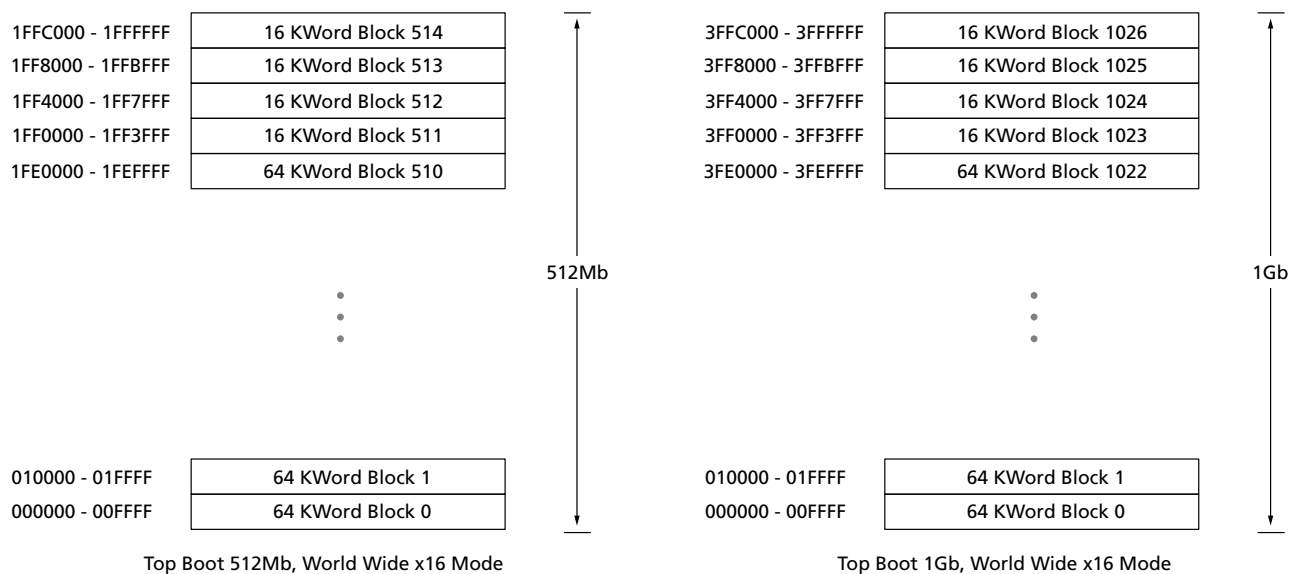 1FFC000 - 1FFFFFF 16 KWord Block 514
1FF8000 - 1FFBFFF 16 KWord Block 513
1FF4000 - 1FF7FFF 16 KWord Block 512
1FF0000 - 1FF3FFF 16 KWord Block 511
1FE0000 - 1FEFFFF 64 KWord Block 510
512Mb
010000 - 01FFFF 64 KWord Block 1
000000 - 00FFFF 64 KWord Block 0
Top Boot 512Mb, World Wide x16 Mode
3FFC000 - 3FFFFFF 16 KWord Block 1026
3FF8000 - 3FFBFFF 16 KWord Block 1025
3FF4000 - 3FF7FFF 16 KWord Block 1024
3FF0000 - 3FF3FFF 16 KWord Block 1023
3FE0000 - 3FEFFFF 64 KWord Block 1022
1Gb
010000 - 01FFFF 64 KWord Block 1
000000 - 00FFFF 64 KWord Block 0
Top Boot 1Gb, World Wide x16 Mode